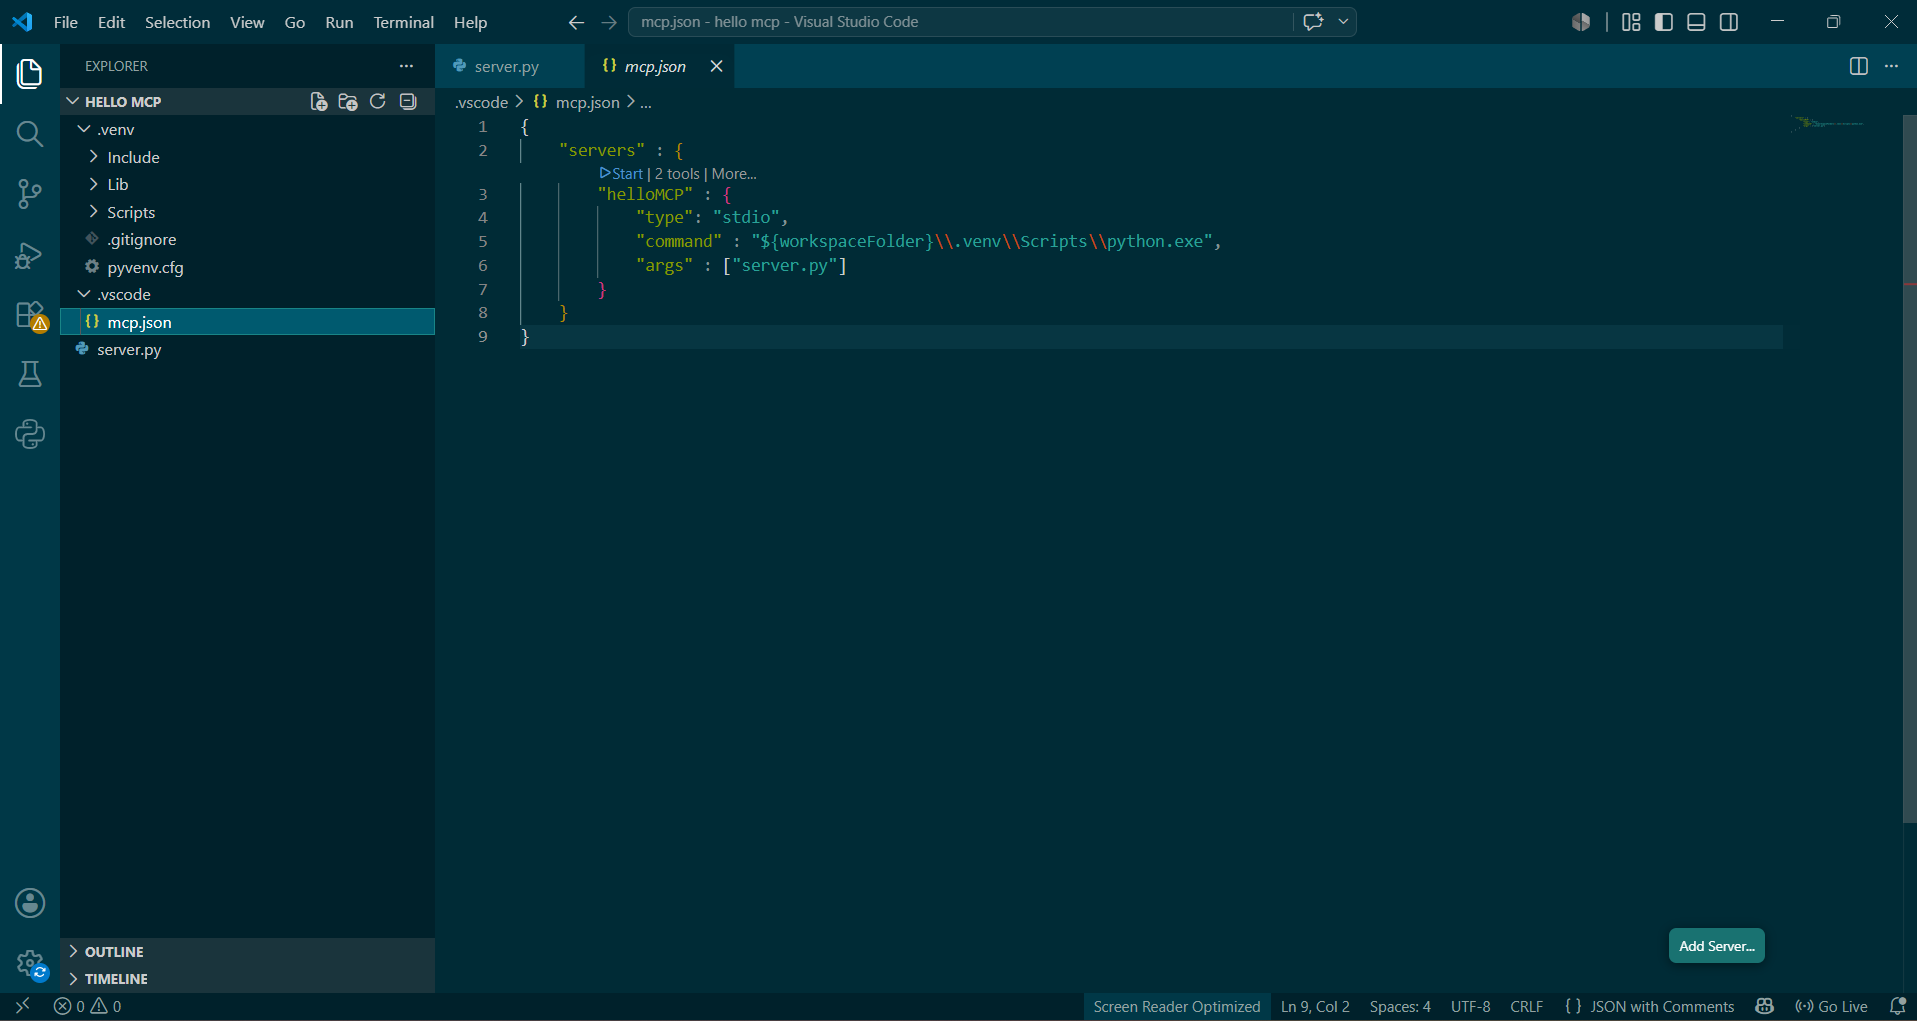 File Edit Selection View Go Run Terminal Help
mcp.json - hello mcp - Visual Studio Code
EXPLORER
HELLO MCP
.venv
Include
Lib
Scripts
.gitignore
pyvenv.cfg
.vscode
mcp.json
server.py
OUTLINE
TIMELINE
server.py
mcp.json
.vscode > {} mcp.json > ...
1 {
2 "servers" : {
Start | 2 tools | More...
3 "helloMCP" : {
4 "type": "stdio",
5 "command" : "${workspaceFolder}\\.venv\\Scripts\\python.exe",
6 "args" : ["server.py"]
7 }
8 }
9 }
Add Server...
0 0
Screen Reader Optimized Ln 9, Col 2 Spaces: 4 UTF-8 CRLF {} JSON with Comments Go Live